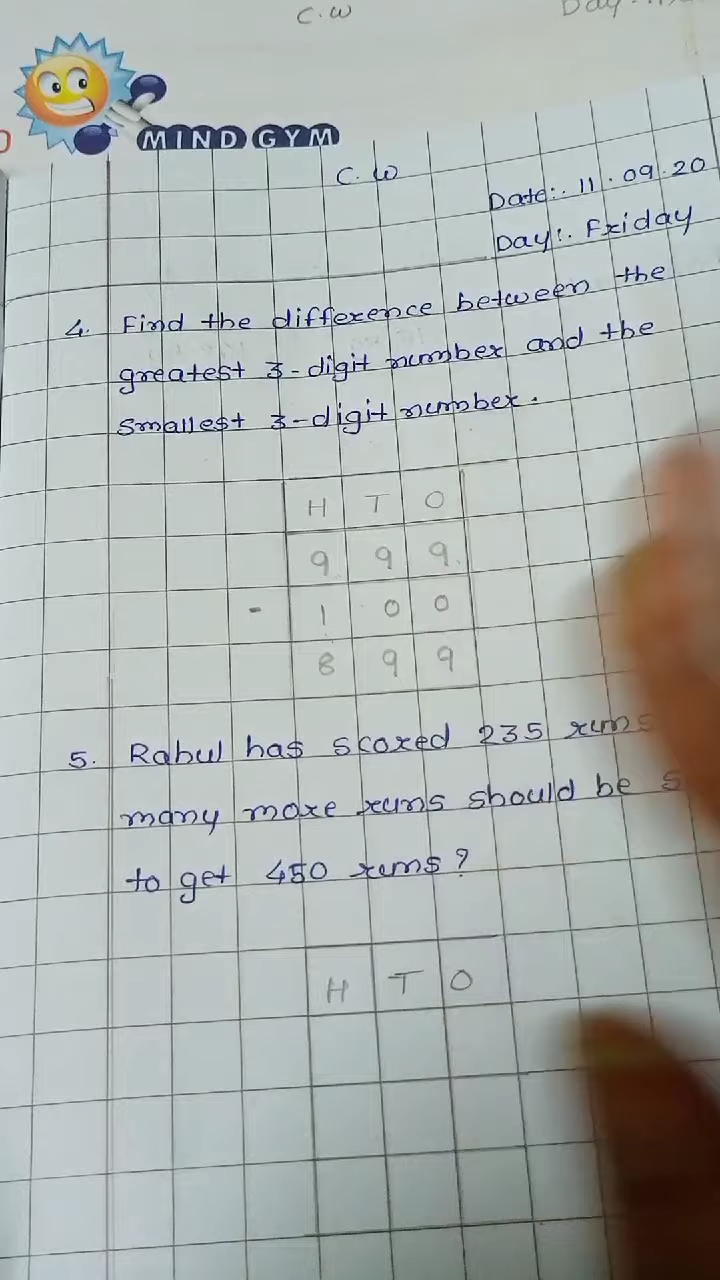 C.W
Day
MIND GYM
C.W
Date:. 11.09.20
Day:. Friday
4. Find the difference between the
greatest 3-digit number and the
smallest 3-digit number.
H T O
9 9 9
- 1 0 0
8 9 9
5. Rahul has scored 235 runs
many more runs should be
to get 450 runs?
H T O